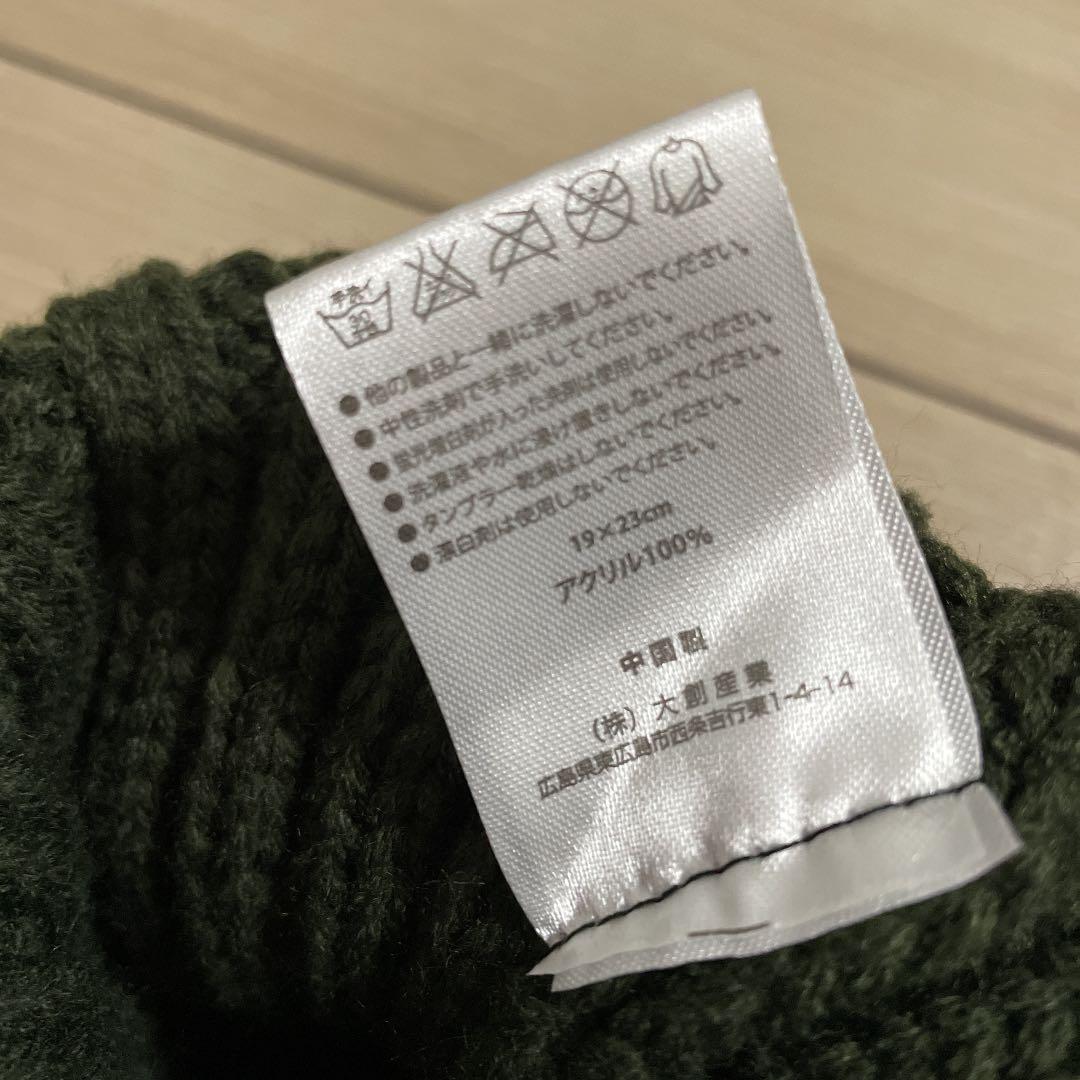 手洗イ
30
中性
●他の製品と一緒に洗濯しないでください。
●中性洗剤で手洗いしてください。
●蛍光増白剤が入った洗剤は使用しないでください。
●洗濯液や水に漬け置きしないでください。
●タンブラー乾燥はしないでください。
●漂白剤は使用しないでください。
19×23cm
アクリル100%
中国製
(株)大創産業
広島県東広島市西条吉行東1-4-14